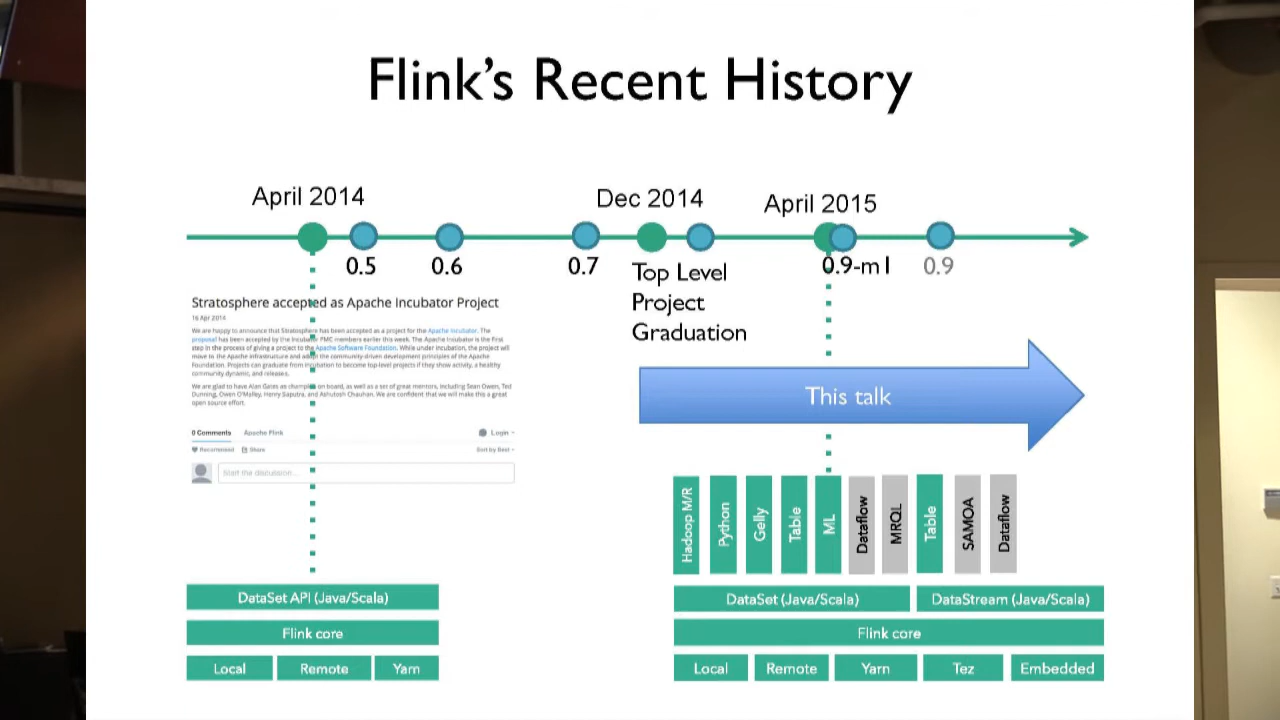 Flink's Recent History
April 2014
Dec 2014
April 2015
0.5
0.6
0.7
Top Level
Project
Graduation
0.9-m1
0.9
Stratosphere accepted as Apache Incubator Project
16 Apr 2014
We are happy to announce that Stratosphere has been accepted as a project for the Apache Incubator. The
proposal has been accepted by the Incubator PMC members earlier this week. The Apache Incubator is the first
step in the process of giving a project to the Apache Software Foundation. While under incubation, the project will
move to the Apache infrastructure and adopt the community-driven development principles of the Apache
Foundation. Projects can graduate from incubation to become top-level projects if they show activity, a healthy
community dynamic, and releases.
We are glad to have Alan Gates as champion on board, as well as a set of great mentors, including Sean Owen, Ted
Dunning, Owen O'Malley, Henry Saputra, and Ashutosh Chauhan. We are confident that we will make this a great
open source effort.
0 Comments
Apache Flink
Login
Recommend
Share
Sort by Best
Start the discussion...
This talk
Hadoop M/R
Python
Gelly
Table
ML
Dataflow
MRQL
Table
SAMOA
Dataflow
DataSet API (Java/Scala)
Flink core
Local
Remote
Yarn
DataSet (Java/Scala)
DataStream (Java/Scala)
Flink core
Local
Remote
Yarn
Tez
Embedded